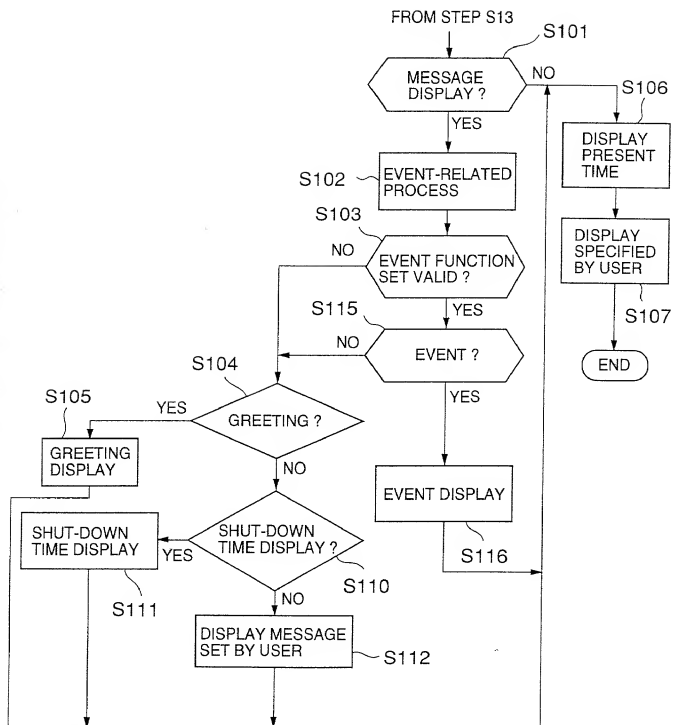 FROM STEP S13
S101
MESSAGE
DISPLAY ?
NO
YES
S106
DISPLAY
PRESENT
TIME
S102
EVENT-RELATED
PROCESS
S103
NO
EVENT FUNCTION
SET VALID ?
YES
DISPLAY
SPECIFIED
BY USER
S107
END
S115
NO
EVENT ?
YES
S104
GREETING ?
YES
NO
S105
GREETING
DISPLAY
EVENT DISPLAY
S116
SHUT-DOWN
TIME DISPLAY ?
S110
YES
NO
SHUT-DOWN
TIME DISPLAY
S111
DISPLAY MESSAGE
SET BY USER
S112